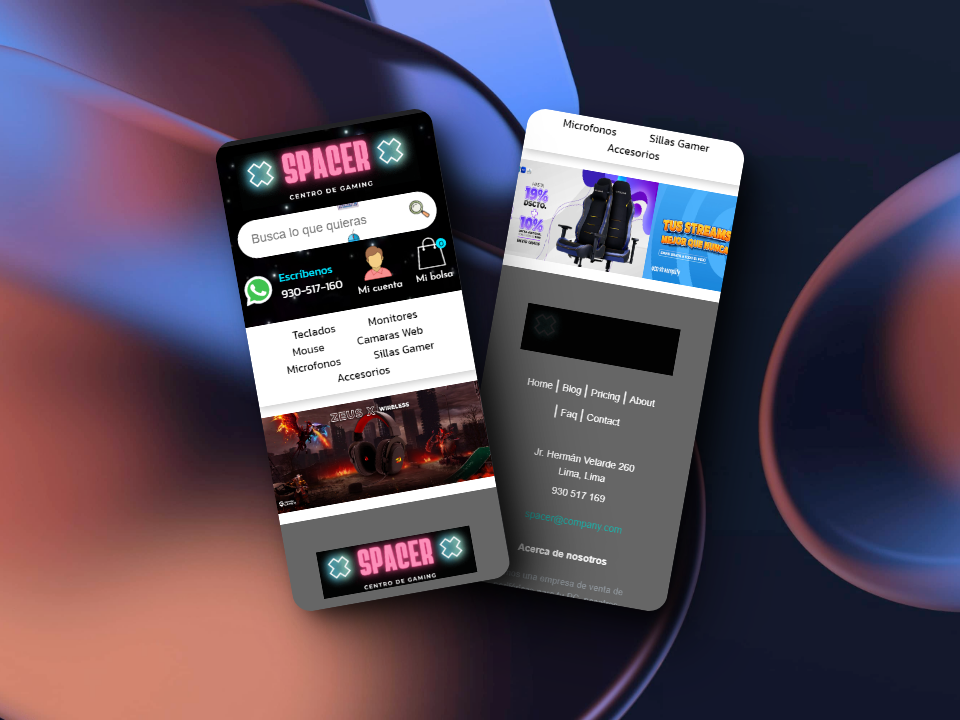 SPACER
CENTRO DE GAMING
Busca lo que quieras
Escribenos
930-517-160
Mi cuenta
0
Mi bolsa
Teclados
Monitores
Mouse
Camaras Web
Microfonos
Sillas Gamer
Accesorios
ZEUS X WIRELESS
SPACER
CENTRO DE GAMING
Microfonos
Sillas Gamer
Accesorios
19%
DSCTO.
10%
TUS STREAMS
MEJOR QUE NUNCA
Home | Blog | Pricing | About
| Faq | Contact
Jr. Hermán Velarde 260
Lima, Lima
930 517 169
spacer@company.com
Acerca de nosotros
una empresa de venta de